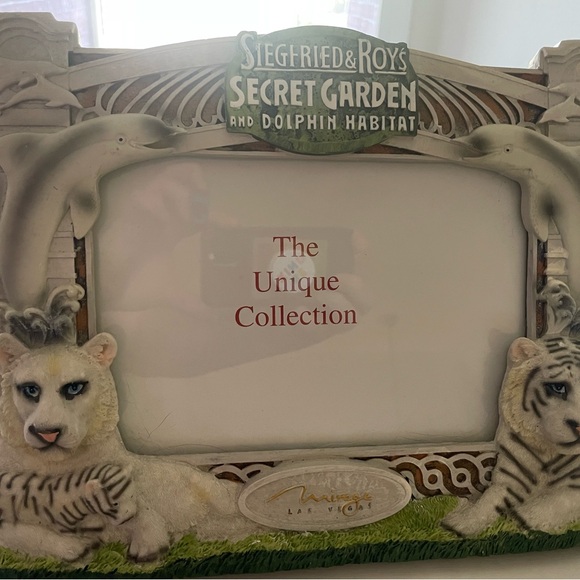 SIEGFRIED & ROY'S
SECRET GARDEN
AND DOLPHIN HABITAT
The
Unique
Collection
Mirage
LAS VEGAS